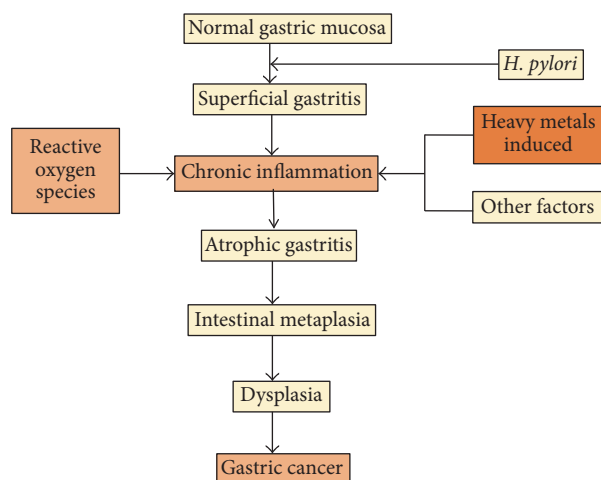 Normal gastric mucosa
H. pylori
Superficial gastritis
Heavy metals
induced
Reactive
oxygen
species
Chronic inflammation
Other factors
Atrophic gastritis
Intestinal metaplasia
Dysplasia
Gastric cancer